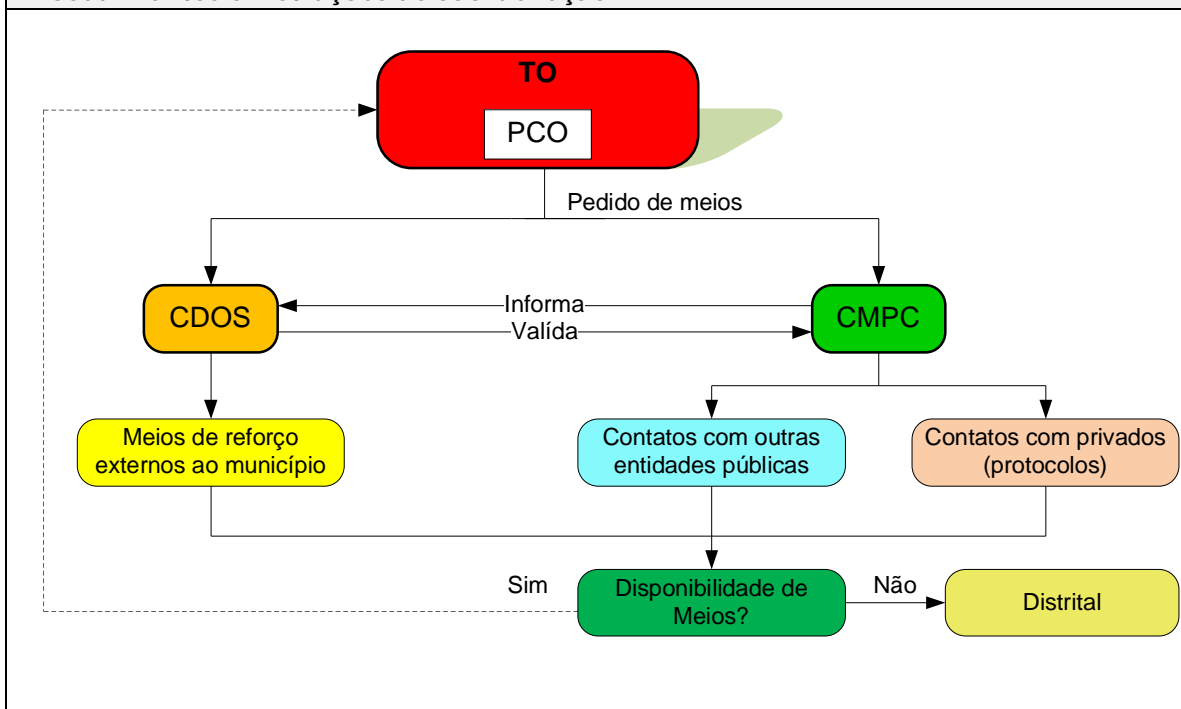 TO
PCO
Pedido de meios
CDOS
Informa
Valída
CMPC
Meios de reforço
externos ao município
Contatos com outras
entidades públicas
Contatos com privados
(protocolos)
Sim
Disponibilidade de
Meios?
Não
Distrital